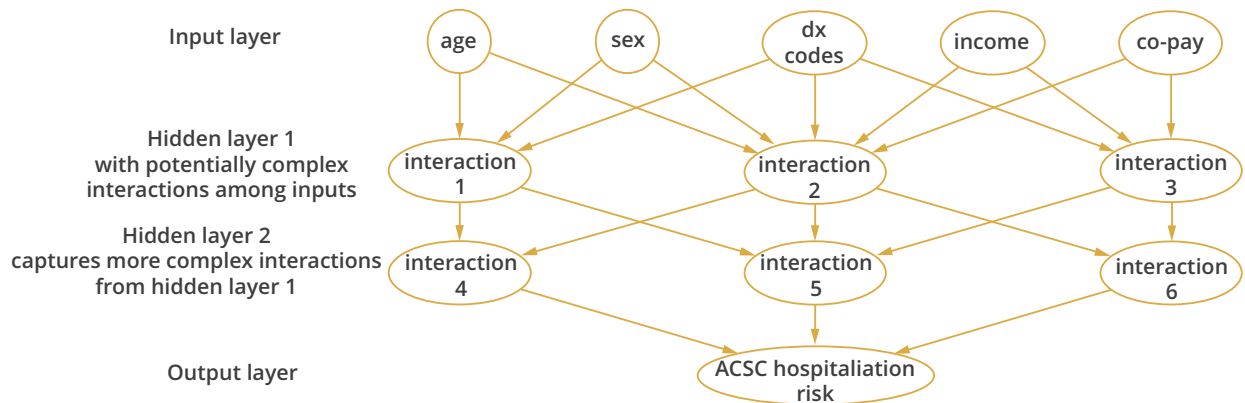 Input layer
age
sex
dx
codes
income
co-pay
Hidden layer 1
with potentially complex
interactions among inputs
interaction
1
interaction
2
interaction
3
Hidden layer 2
captures more complex interactions
from hidden layer 1
interaction
4
interaction
5
interaction
6
Output layer
ACSC hospitaliation
risk